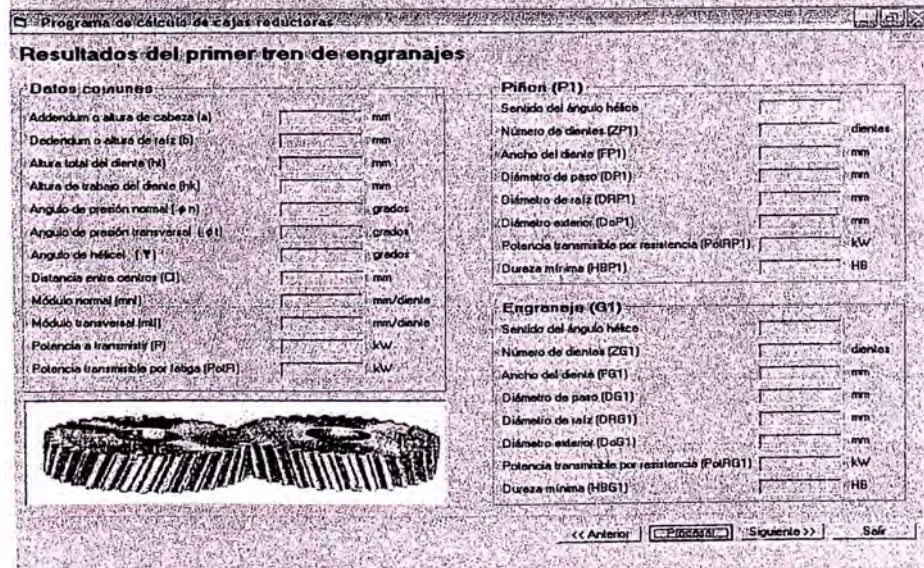 Programa de cálculo de cajas reductoras
Resultados del primer tren de engranajes
Datos comunes
Addendum o altura de cabeza (a) mm
Dedendum o altura de raíz (b) mm
Altura total del diente (ht) mm
Altura de trabajo del diente (hk) mm
Angulo de presión normal (ϕ n) grados
Angulo de presión transversal (ϕ t) grados
Angulo de hélice (Ψ) grados
Distancia entre centros (C) mm
Módulo normal (mn) mm/diente
Módulo transversal (mt) mm/diente
Potencia a transmitir (P) kW
Potencia transmisible por fatiga (PotF) kW
Piñon (P1)
Sentido del ángulo hélice
Número de dientes (ZP1) dientes
Ancho del diente (FP1) mm
Diámetro de paso (DP1) mm
Diámetro de raíz (DRP1) mm
Diámetro exterior (DoP1) mm
Potencia transmisible por resistencia (PotRP1) kW
Dureza mínima (HBP1) HB
Engranaje (G1)
Sentido del ángulo hélice
Número de dientes (ZG1) dientes
Ancho del diente (FG1) mm
Diámetro de paso (DG1) mm
Diámetro de raíz (DRG1) mm
Diámetro exterior (DoG1) mm
Potencia transmisible por resistencia (PotRG1) kW
Dureza mínima (HBG1) HB
<< Anterior Procesar Siguiente >> Salir